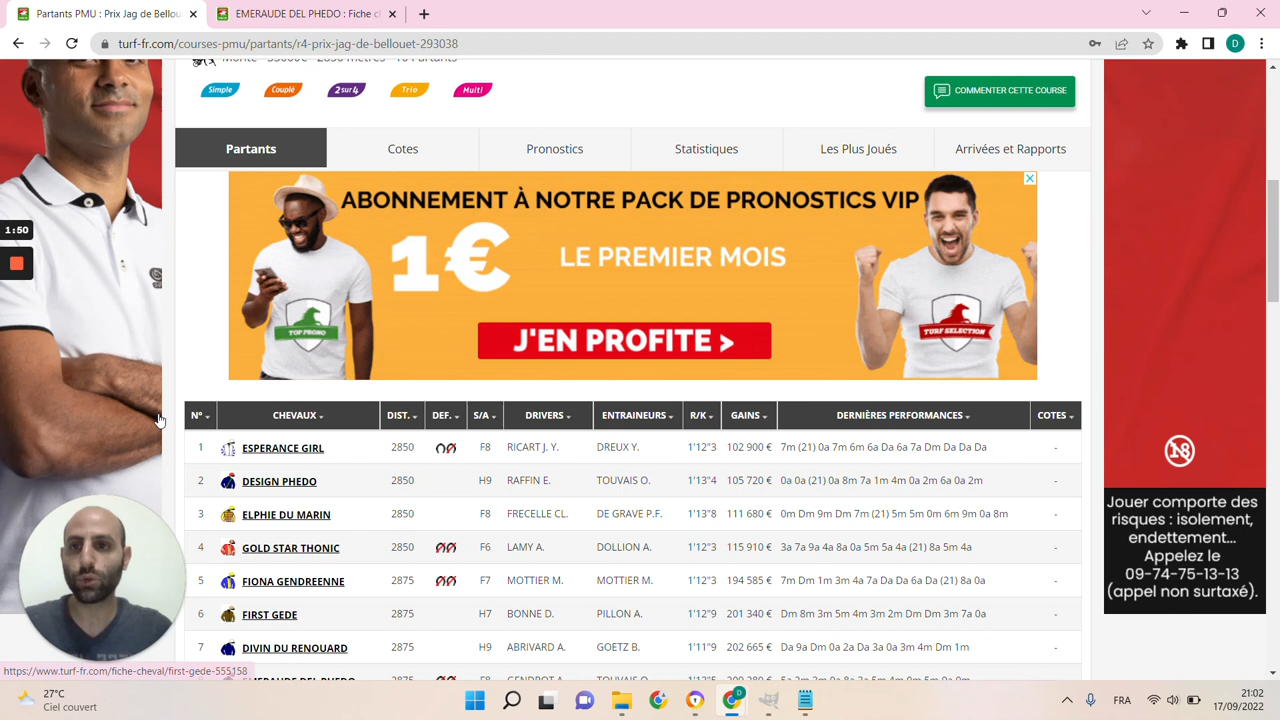 Partants PMU : Prix Jag de Bellou
EMERAUDE DEL PHEDO : Fiche c
turf-fr.com/courses-pmu/partants/r4-prix-jag-de-bellouet-293038
D
Simple Couplé 2sur4 Trio Multi
COMMENTER CETTE COURSE
Partants Cotes Pronostics Statistiques Les Plus Joués Arrivées et Rapports
ABONNEMENT À NOTRE PACK DE PRONOSTICS VIP
1€ LE PREMIER MOIS
J'EN PROFITE >
TOP PRONO
TURF SELECTION
1:50
N° CHEVAUX DIST. DEF. S/A DRIVERS ENTRAINEURS R/K GAINS DERNIÈRES PERFORMANCES COTES
1 ESPERANCE GIRL 2850 F8 RICART J. Y. DREUX Y. 1'12"3 102 900 € 7m (21) 0a 7m 6m 6a Da 6a 7a Dm Da Da Da -
2 DESIGN PHEDO 2850 H9 RAFFIN E. TOUVAIS O. 1'13"4 105 720 € 0a 0a (21) 0a 8m 7a 1m 4m 0a 2m 6a 0a 2m -
3 ELPHIE DU MARIN 2850 F8 FRECELLE CL. DE GRAVE P.F. 1'13"8 111 680 € 0m Dm 9m Dm 7m (21) 5m 5m 0m 6m 9m 0a 8m -
4 GOLD STAR THONIC 2850 F6 LAMY A. DOLLION A. 1'12"3 115 910 € 3a 7a 9a 4a 8a 0a 5m 5a 4a (21) 8a 5m 4a -
5 FIONA GENDREENNE 2875 F7 MOTTIER M. MOTTIER M. 1'12"3 194 585 € 7m Dm 1m 3m 4a 7a Da Da 6a Da (21) 8a 0a -
6 FIRST GEDE 2875 H7 BONNE D. PILLON A. 1'12"9 201 340 € Dm 8m 3m 5m 4m 3m 2m Dm Dm 3m 7a 0a -
7 DIVIN DU RENOUARD 2875 H9 ABRIVARD A. GOETZ B. 1'11"9 202 665 € Da 9m Dm 0a 2m Da 3a 0a 3m 4m Dm 1m -
Jouer comporte des
risques : isolement,
endettement...
Appelez le
09-74-75-13-13
(appel non surtaxé).
18
https://www.turf-fr.com/fiche-cheval/first-gede-555158
27°C
Ciel couvert
FRA
21:02
17/09/2022